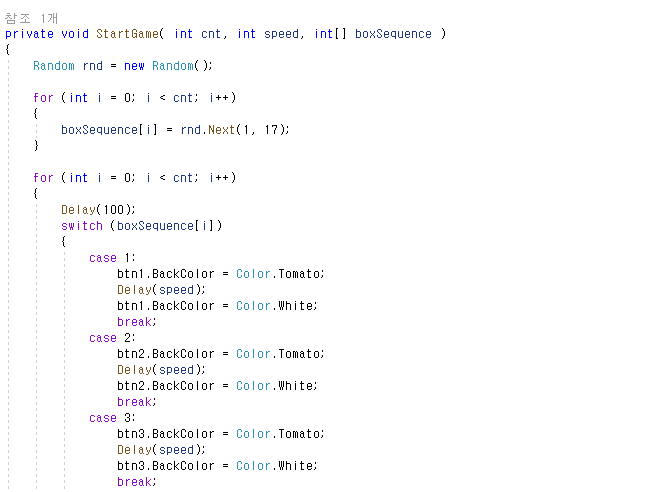 참조 1개
private void StartGame( int cnt, int speed, int[] boxSequence )
{
Random rnd = new Random();
for (int i = 0; i < cnt; i++)
{
boxSequence[i] = rnd.Next(1, 17);
}
for (int i = 0; i < cnt; i++)
{
Delay(100);
switch (boxSequence[i])
{
case 1:
btn1.BackColor = Color.Tomato;
Delay(speed);
btn1.BackColor = Color.White;
break;
case 2:
btn2.BackColor = Color.Tomato;
Delay(speed);
btn2.BackColor = Color.White;
break;
case 3:
btn3.BackColor = Color.Tomato;
Delay(speed);
btn3.BackColor = Color.White;
break;